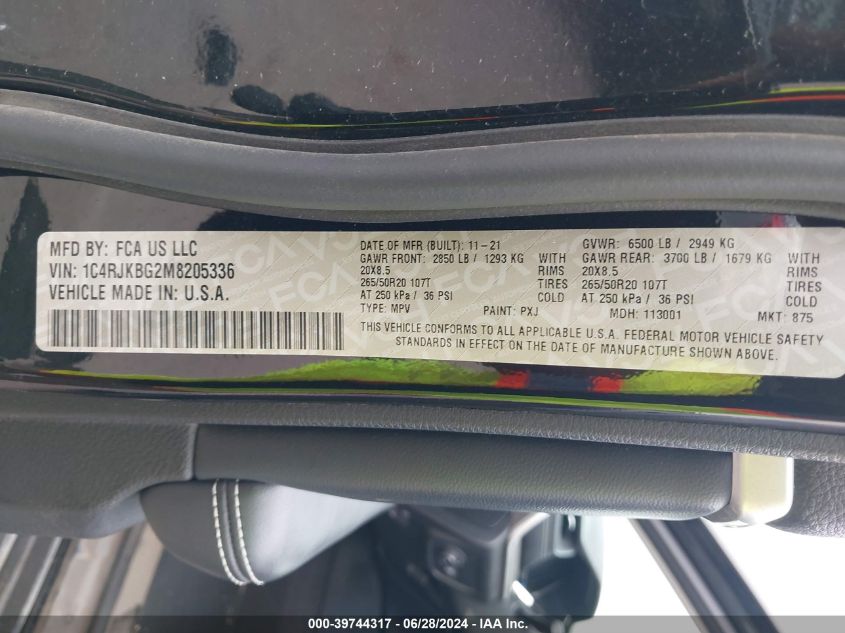 MFD BY: FCA US LLC
VIN: 1C4RJKBG2M8205336
VEHICLE MADE IN: U.S.A.
DATE OF MFR (BUILT): 11-21
GAWR FRONT: 2850 LB / 1293 KG WITH
20X8.5 RIMS
265/50R20 107T TIRES
AT 250 kPa / 36 PSI COLD
TYPE: MPV PAINT: PXJ
GVWR: 6500 LB / 2949 KG
GAWR REAR: 3700 LB / 1679 KG WITH
20X8.5 RIMS
265/50R20 107T TIRES
AT 250 kPa / 36 PSI COLD
MDH: 113001 MKT: 875
THIS VEHICLE CONFORMS TO ALL APPLICABLE U.S.A. FEDERAL MOTOR VEHICLE SAFETY
STANDARDS IN EFFECT ON THE DATE OF MANUFACTURE SHOWN ABOVE.
000-39744317 / 06/28/2024 / IAAI.com